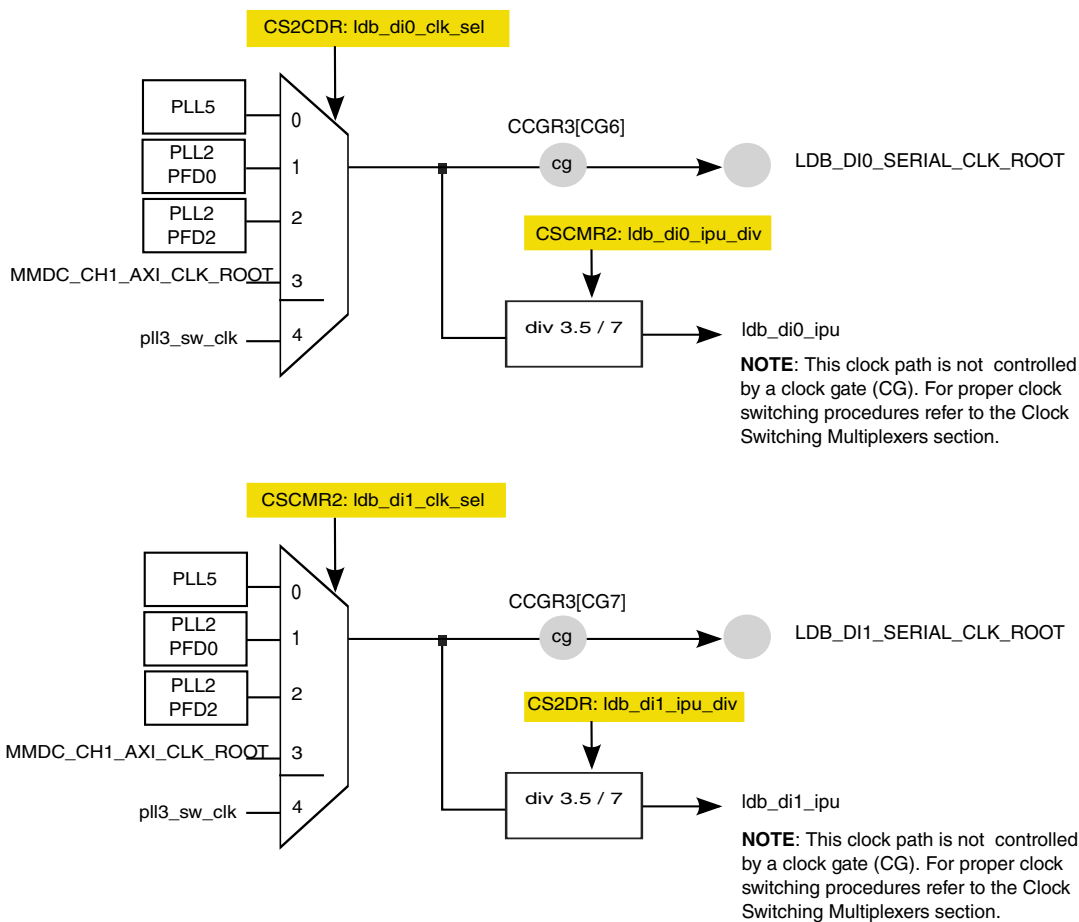 CS2CDR: ldb_di0_clk_sel
PLL5
0
CCGR3[CG6]
PLL2
PFD0
1
cg
LDB_DI0_SERIAL_CLK_ROOT
PLL2
PFD2
2
CSCMR2: ldb_di0_ipu_div
MMDC_CH1_AXI_CLK_ROOT
3
pll3_sw_clk
4
div 3.5 / 7
ldb_di0_ipu
NOTE: This clock path is not controlled
by a clock gate (CG). For proper clock
switching procedures refer to the Clock
Switching Multiplexers section.
CSCMR2: ldb_di1_clk_sel
PLL5
0
CCGR3[CG7]
PLL2
PFD0
1
cg
LDB_DI1_SERIAL_CLK_ROOT
PLL2
PFD2
2
CS2DR: ldb_di1_ipu_div
MMDC_CH1_AXI_CLK_ROOT
3
pll3_sw_clk
4
div 3.5 / 7
ldb_di1_ipu
NOTE: This clock path is not controlled
by a clock gate (CG). For proper clock
switching procedures refer to the Clock
Switching Multiplexers section.